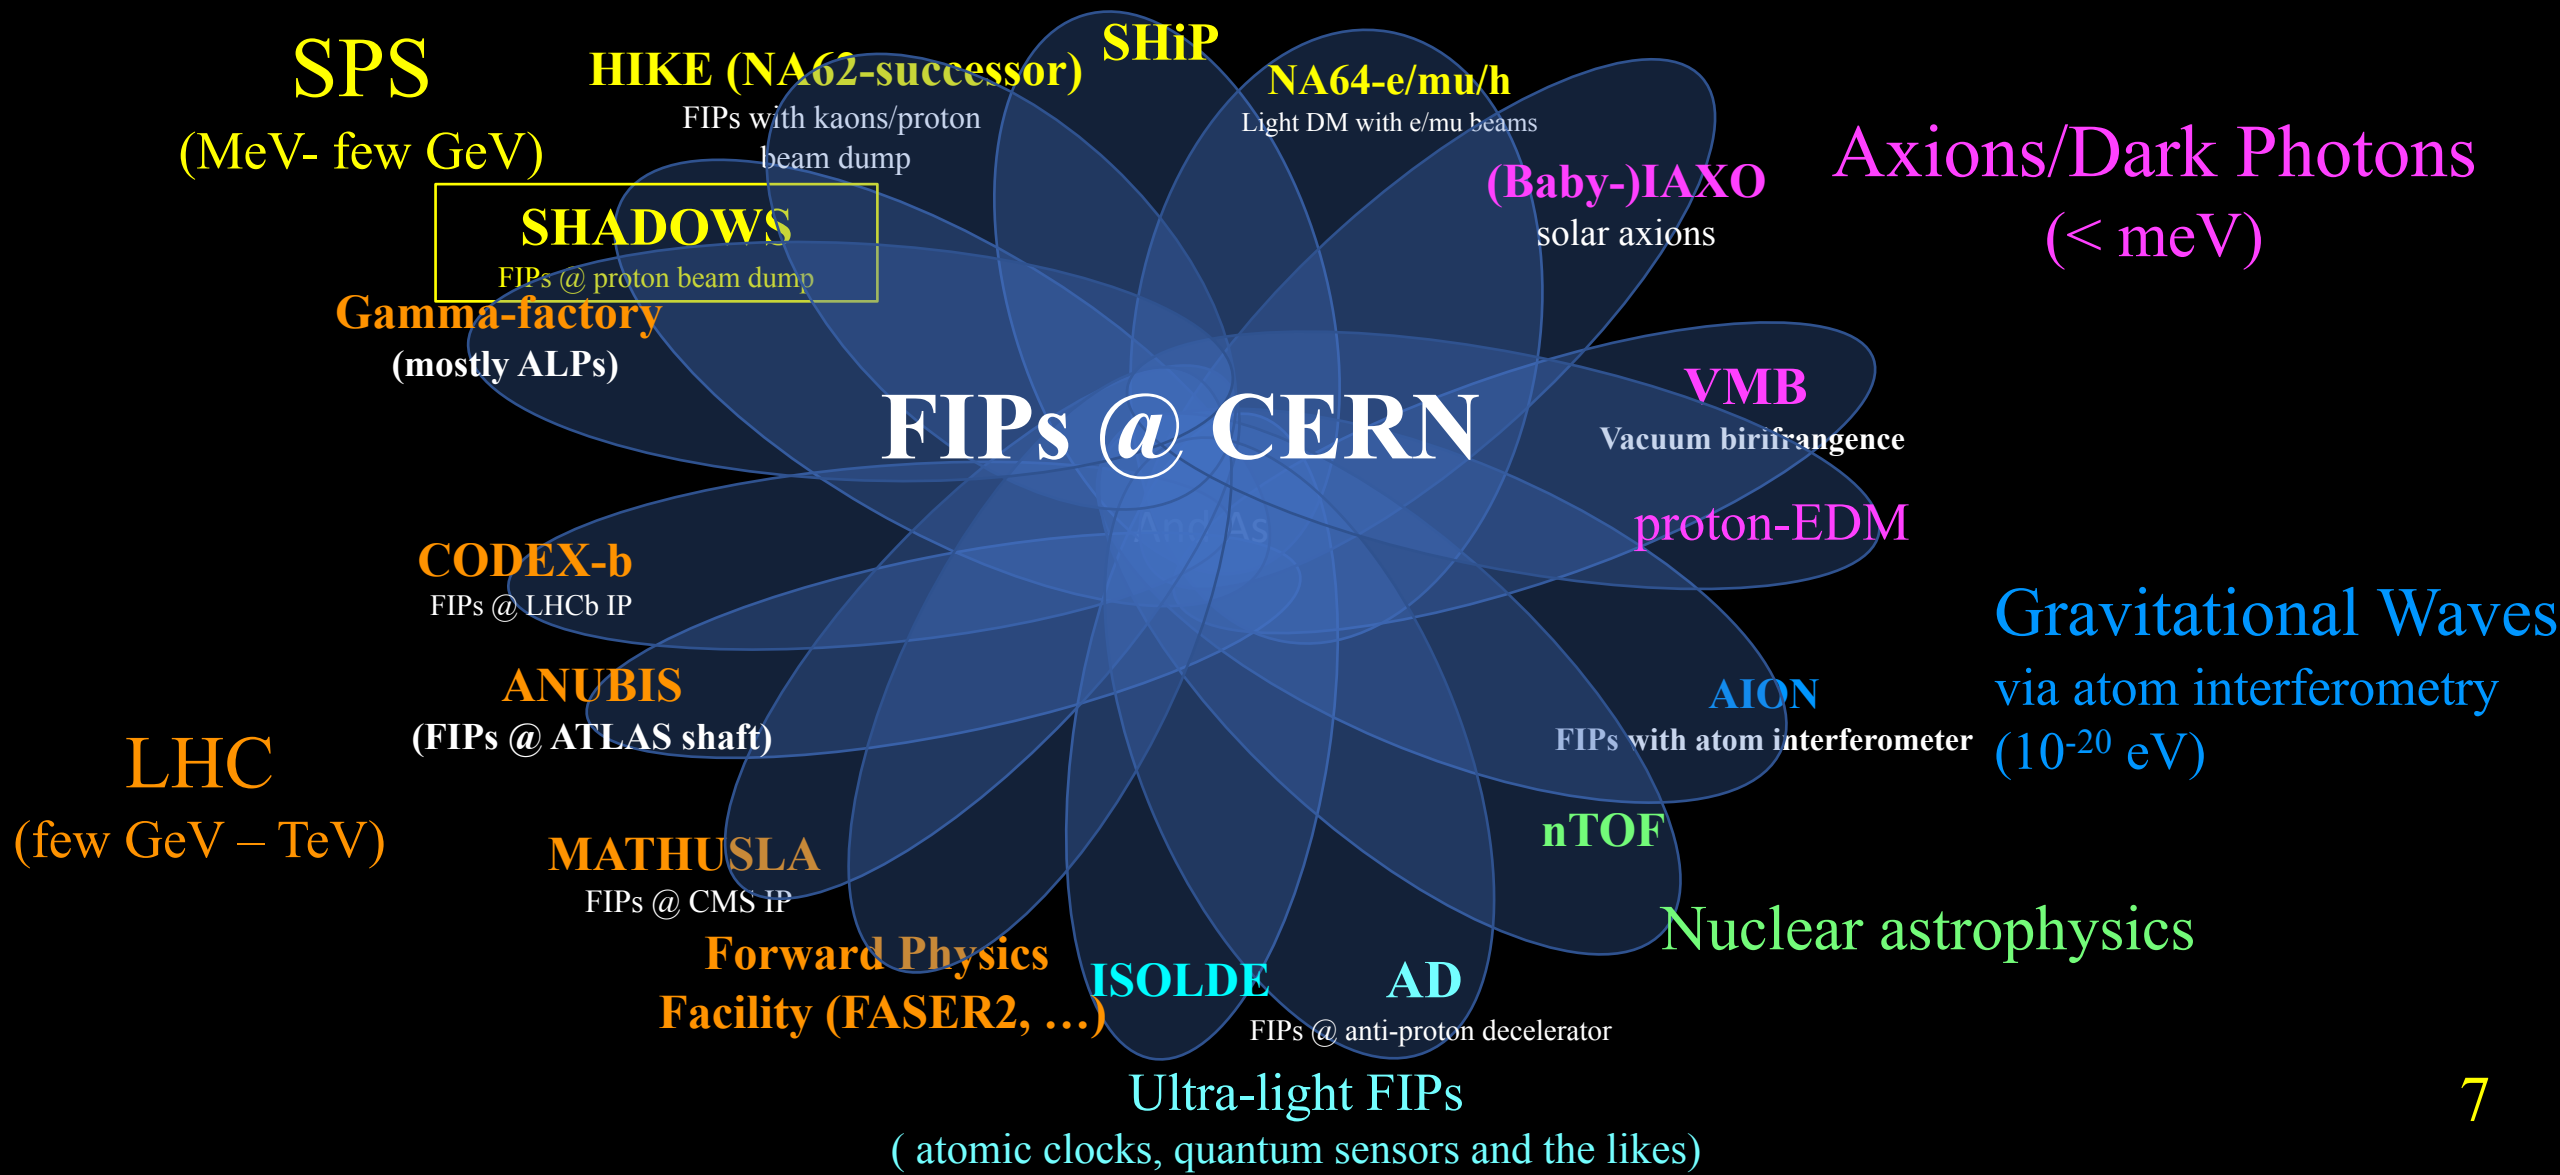 SPS
(MeV- few GeV)
HIKE (NA62-successor)
FIPs with kaons/proton
beam dump
SHiP
NA64-e/mu/h
Light DM with e/mu beams
SHADOWS
FIPs @ proton beam dump
(Baby-)IAXO
solar axions
Axions/Dark Photons
(< meV)
Gamma-factory
(mostly ALPs)
FIPs @ CERN
VMB
Vacuum birifrangence
proton-EDM
CODEX-b
FIPs @ LHCb IP
ANUBIS
(FIPs @ ATLAS shaft)
LHC
(few GeV – TeV)
MATHUSLA
FIPs @ CMS IP
Forward Physics
Facility (FASER2, …)
Gravitational Waves
via atom interferometry
(10⁻²⁰ eV)
AION
FIPs with atom interferometer
nTOF
Nuclear astrophysics
ISOLDE
AD
FIPs @ anti-proton decelerator
Ultra-light FIPs
( atomic clocks, quantum sensors and the likes)
7